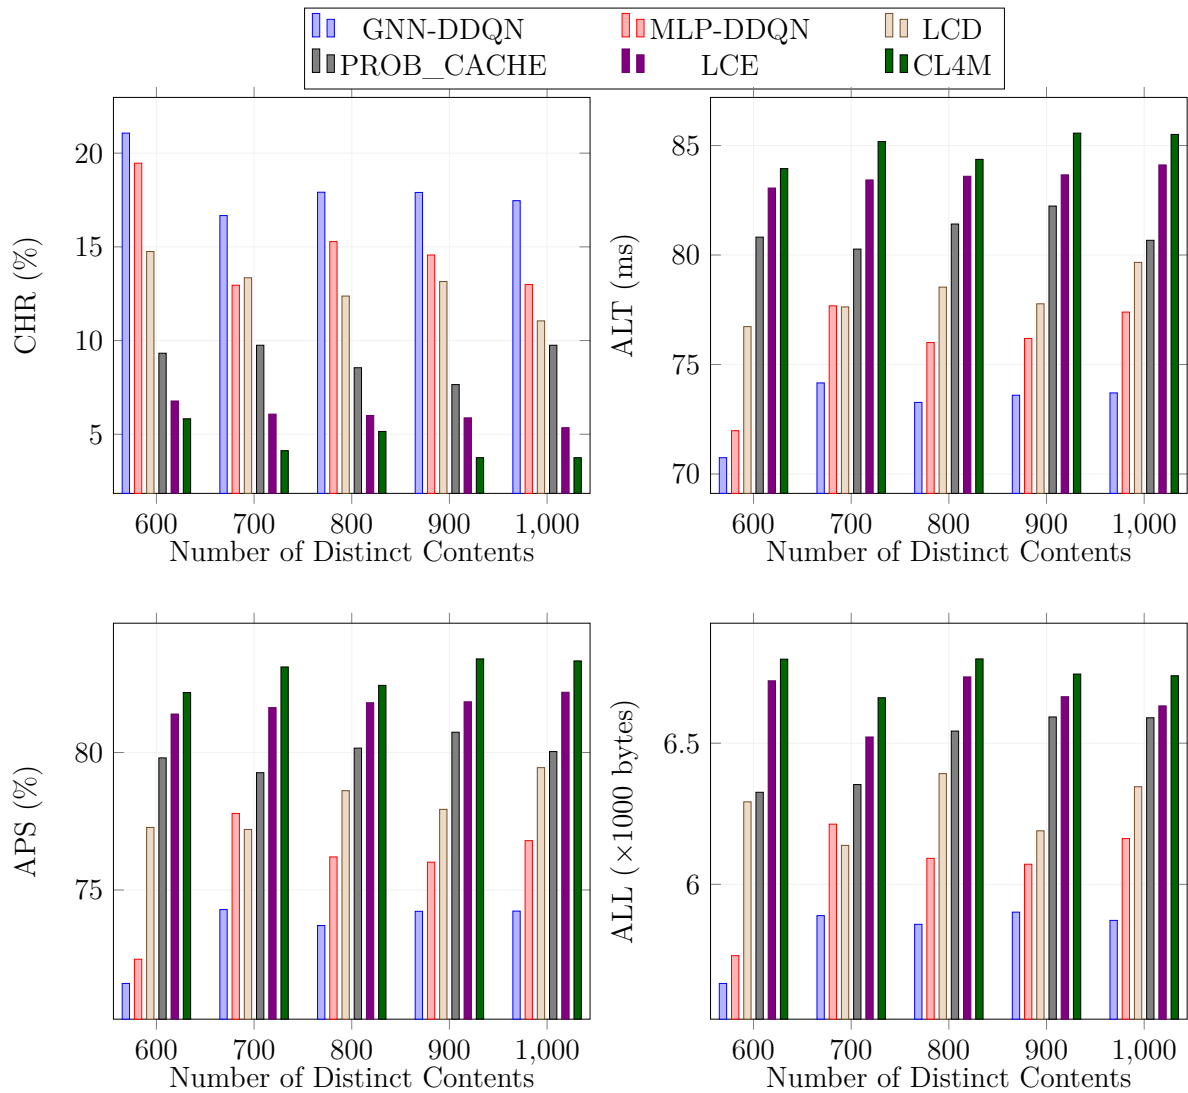 GNN-DDQN MLP-DDQN LCD
PROB_CACHE LCE CL4M
20
15
10
5
CHR (%)
600 700 800 900 1,000
Number of Distinct Contents
85
80
75
70
ALT (ms)
600 700 800 900 1,000
Number of Distinct Contents
80
75
APS (%)
600 700 800 900 1,000
Number of Distinct Contents
6.5
6
ALL (×1000 bytes)
600 700 800 900 1,000
Number of Distinct Contents